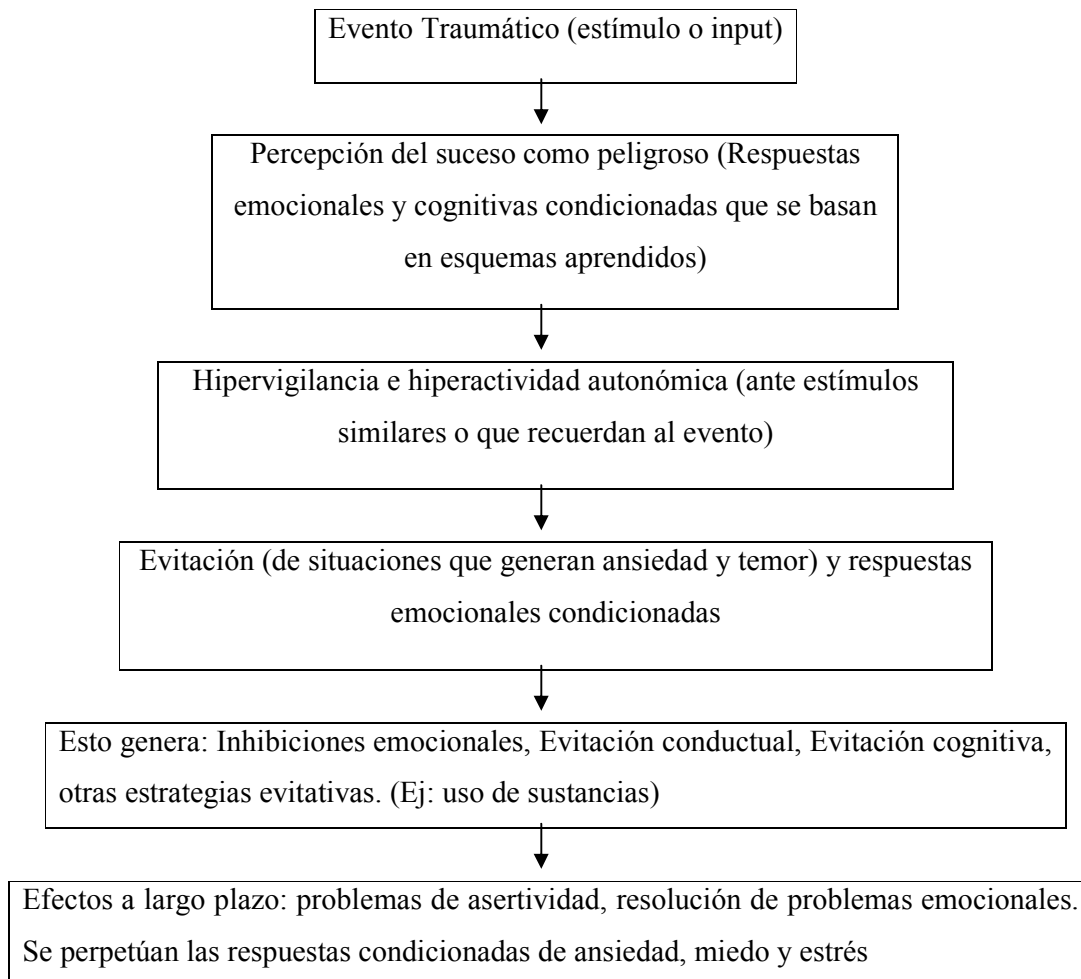 Evento Traumático (estímulo o input)
Percepción del suceso como peligroso (Respuestas
emocionales y cognitivas condicionadas que se basan
en esquemas aprendidos)
Hipervigilancia e hiperactividad autonómica (ante estímulos
similares o que recuerdan al evento)
Evitación (de situaciones que generan ansiedad y temor) y respuestas
emocionales condicionadas
Esto genera: Inhibiciones emocionales, Evitación conductual, Evitación cognitiva,
otras estrategias evitativas. (Ej: uso de sustancias)
Efectos a largo plazo: problemas de asertividad, resolución de problemas emocionales.
Se perpetúan las respuestas condicionadas de ansiedad, miedo y estrés